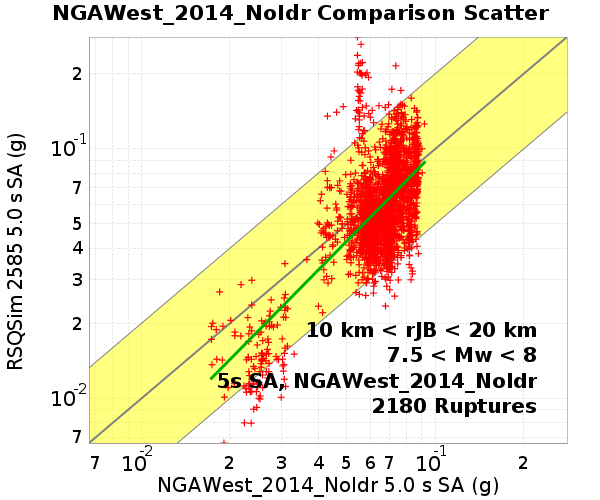 NGAWest_2014_NoIdr Comparison Scatter
RSQSim 2585 5.0 s SA (g)
2
10^-1
7
5
4
3
2
10^-2
7
10 km < rJB < 20 km
7.5 < Mw < 8
5s SA, NGAWest_2014_NoIdr
2180 Ruptures
7 10^-2 2 3 4 5 6 7 10^-1 2
NGAWest_2014_NoIdr 5.0 s SA (g)